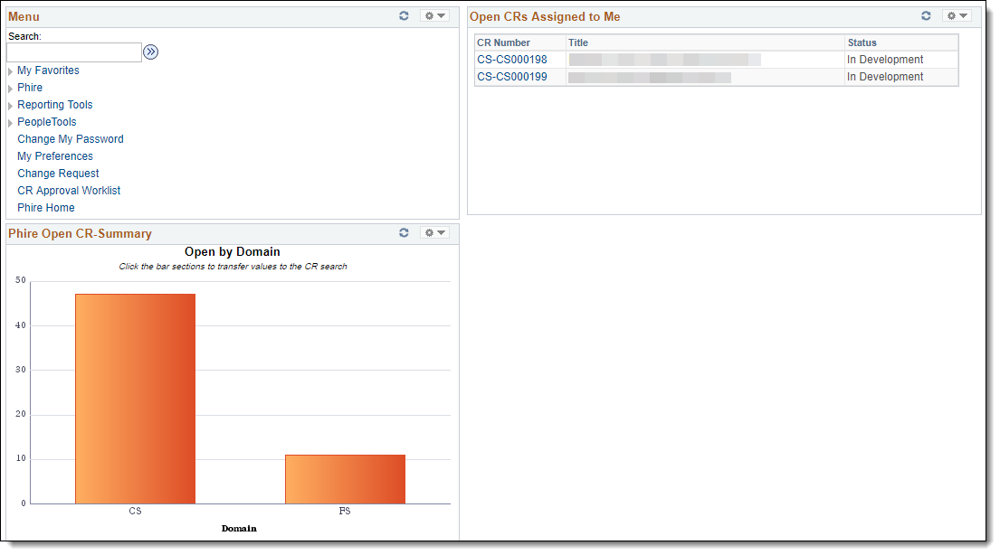 Menu
Search:
My Favorites
Phire
Reporting Tools
PeopleTools
Change My Password
My Preferences
Change Request
CR Approval Worklist
Phire Home
Open CRs Assigned to Me
CR Number Title Status
CS-CS000198 In Development
CS-CS000199 In Development
Phire Open CR-Summary
Open by Domain
Click the bar sections to transfer values to the CR search
50
40
30
20
10
0
CS FS
Domain